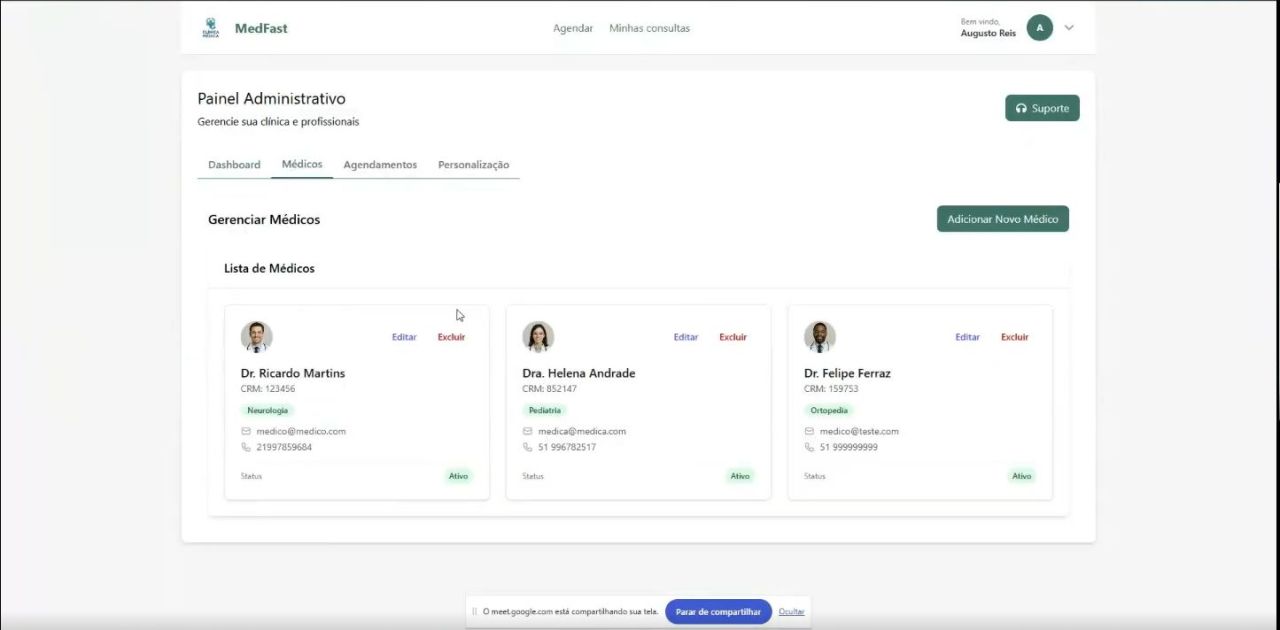 CLÍNICA
MÉDICA
MedFast
Agendar
Minhas consultas
Bem vindo,
Augusto Reis
A
Painel Administrativo
Gerencie sua clínica e profissionais
Suporte
Dashboard
Médicos
Agendamentos
Personalização
Gerenciar Médicos
Adicionar Novo Médico
Lista de Médicos
Editar
Excluir
Dr. Ricardo Martins
CRM: 123456
Neurologia
medico@medico.com
21997859684
Status
Ativo
Editar
Excluir
Dra. Helena Andrade
CRM: 852147
Pediatria
medica@medica.com
51 996782517
Status
Ativo
Editar
Excluir
Dr. Felipe Ferraz
CRM: 159753
Ortopedia
medico@teste.com
51 999999999
Status
Ativo
O meet.google.com está compartilhando sua tela.
Parar de compartilhar
Ocultar